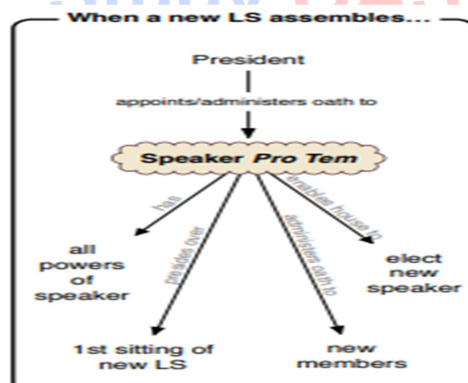 When a new LS assembles...
President
appoints/administers oath to
Speaker Pro Tem
has
presides over
administers oath to
enables house to
all
powers
of
speaker
elect
new
speaker
1st sitting of
new LS
new
members